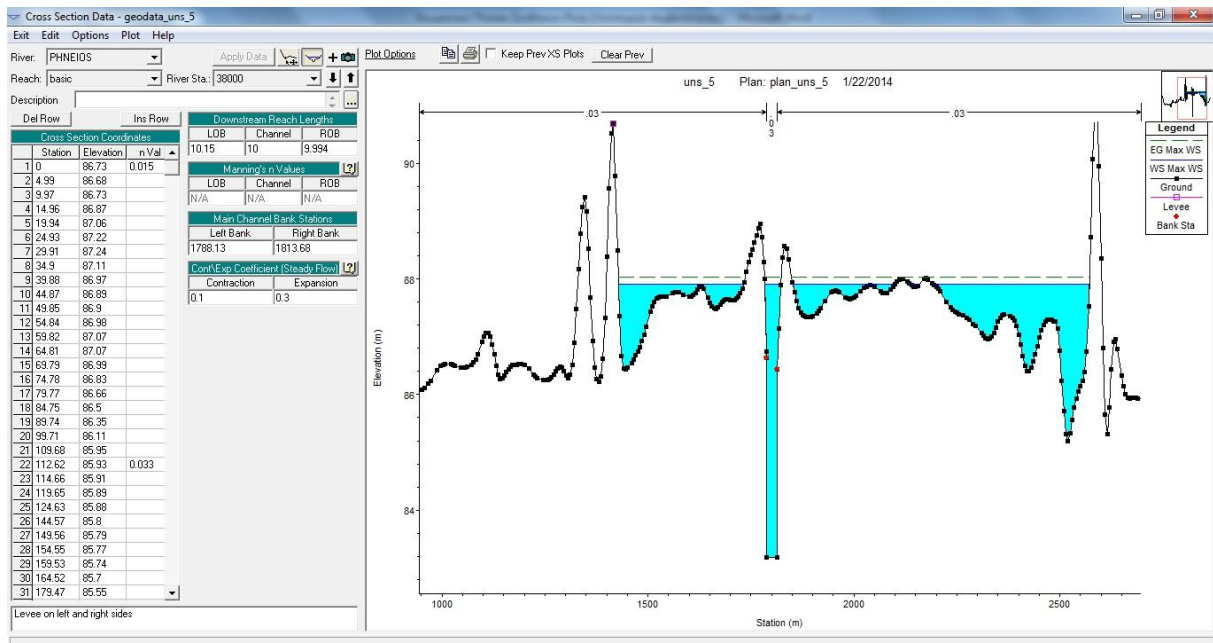 Cross Section Data - geodata_uns_5
Exit Edit Options Plot Help
River: PHNEIOS Apply Data
Plot Options Keep Prev XS Plots Clear Prev
Reach: basic River Sta.: 38000
Description ...
Del Row Ins Row
Cross Section Coordinates
Station Elevation n Val
1 0 86.73 0.015
2 4.99 86.68
3 9.97 86.73
4 14.96 86.87
5 19.94 87.06
6 24.93 87.22
7 29.91 87.24
8 34.9 87.11
9 39.88 86.97
10 44.87 86.89
11 49.85 86.9
12 54.84 86.98
13 59.82 87.07
14 64.81 87.07
15 69.79 86.99
16 74.78 86.83
17 79.77 86.66
18 84.75 86.5
19 89.74 86.35
20 99.71 86.11
21 109.68 85.95
22 112.62 85.93 0.033
23 114.66 85.91
24 119.65 85.89
25 124.63 85.88
26 144.57 85.8
27 149.56 85.79
28 154.55 85.77
29 159.53 85.74
30 164.52 85.7
31 179.47 85.55
Levee on left and right sides
Downstream Reach Lengths
LOB Channel ROB
10.15 10 9.994
Manning's n Values ?
LOB Channel ROB
N/A N/A N/A
Main Channel Bank Stations
Left Bank Right Bank
1788.13 1813.68
Cont\Exp Coefficient (Steady Flow) ?
Contraction Expansion
0.1 0.3
uns_5 Plan: plan_uns_5 1/22/2014
.03 .03 .03
Legend
EG Max WS
WS Max WS
Ground
Levee
Bank Sta
90
88
86
84
Elevation (m)
1000 1500 2000 2500
Station (m)